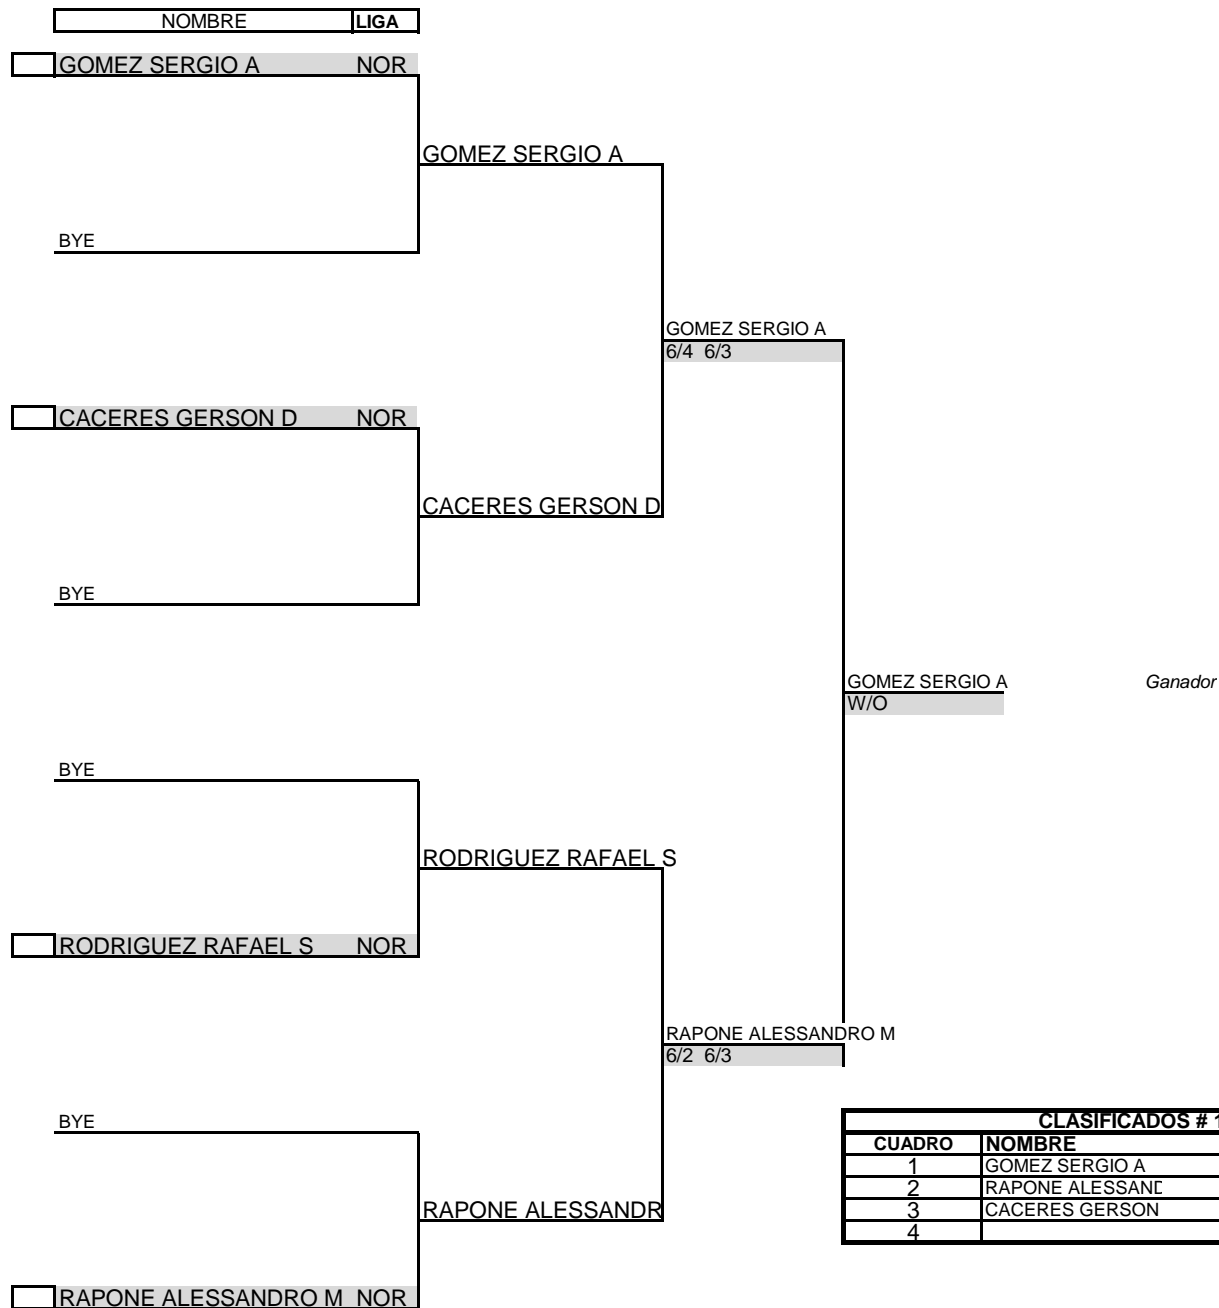 NOMBRE LIGA
GOMEZ SERGIO A NOR
GOMEZ SERGIO A
BYE
GOMEZ SERGIO A
6/4 6/3
CACERES GERSON D NOR
CACERES GERSON D
BYE
GOMEZ SERGIO A Ganador
W/O
BYE
RODRIGUEZ RAFAEL S
RODRIGUEZ RAFAEL S NOR
RAPONE ALESSANDRO M
6/2 6/3
BYE
CLASIFICADOS # 1
CUADRO NOMBRE
1 GOMEZ SERGIO A
2 RAPONE ALESSAND
3 CACERES GERSON
4
RAPONE ALESSANDR
RAPONE ALESSANDRO M NOR